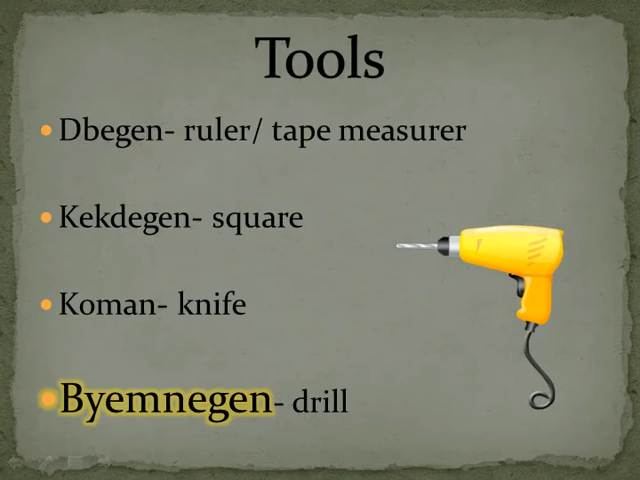 Tools
Dbegen- ruler/ tape measurer
Kekdegen- square
Koman- knife
Byemnegen- drill